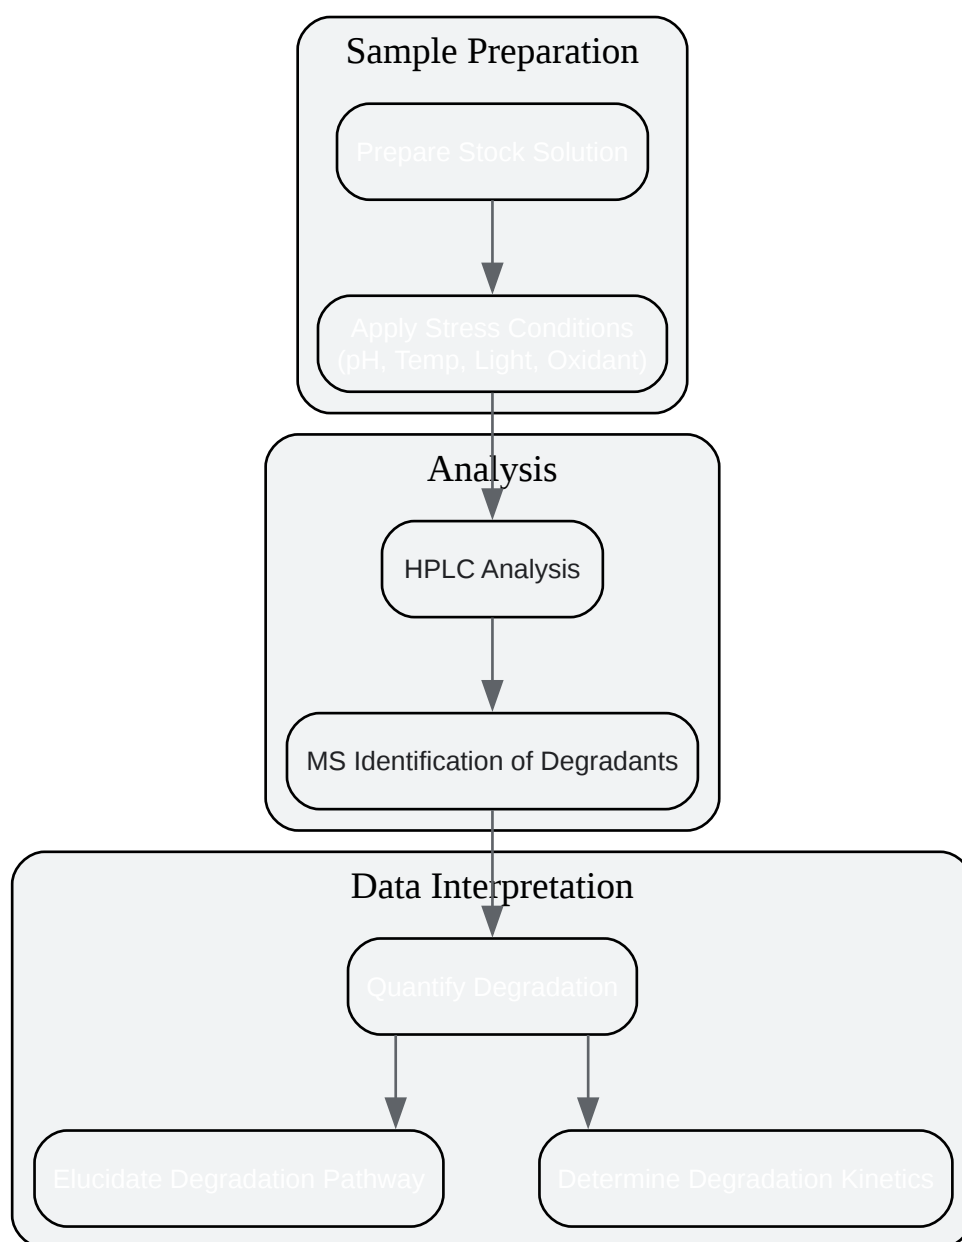 Sample Preparation
Prepare Stock Solution
Apply Stress Conditions
(pH, Temp, Light, Oxidant)
Analysis
HPLC Analysis
MS Identification of Degradants
Data Interpretation
Quantify Degradation
Elucidate Degradation Pathway
Determine Degradation Kinetics